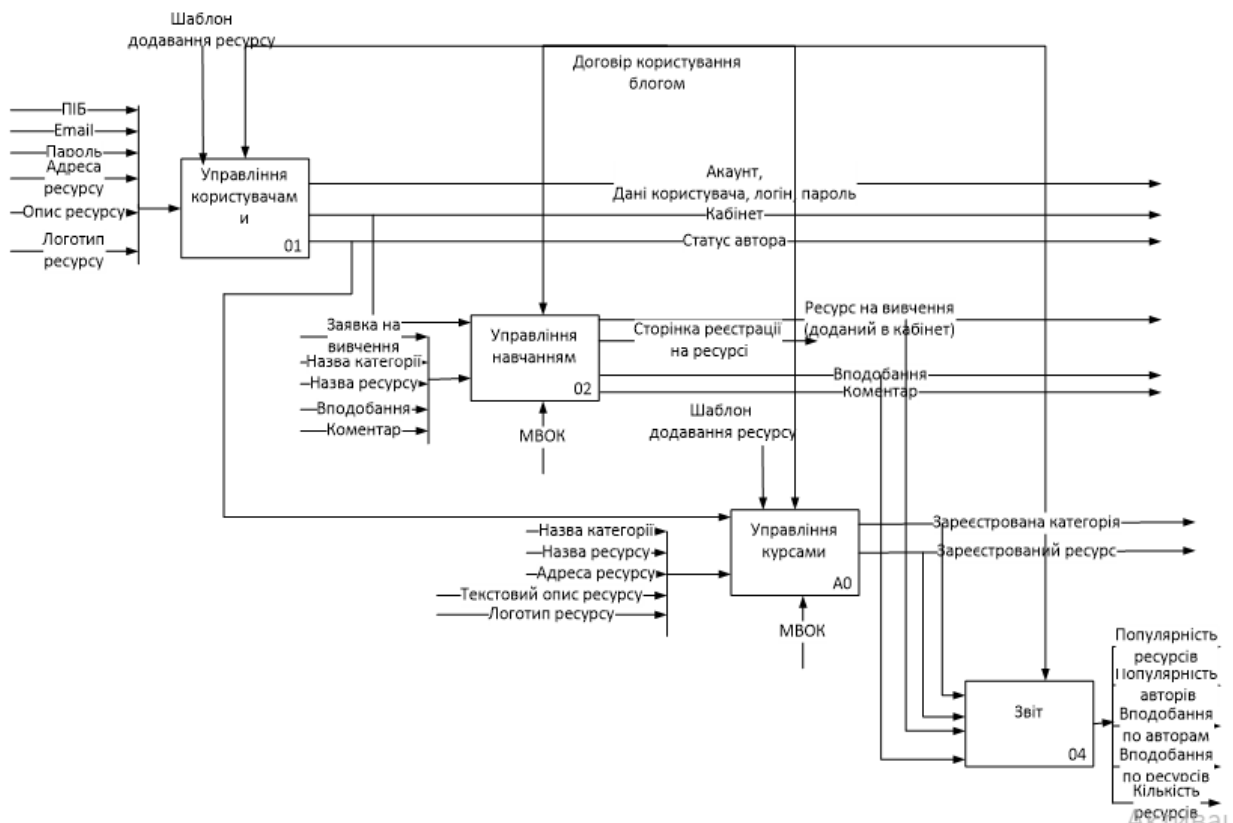 Шаблон
додавання ресурсу
Договір користування
блогом
ПІБ
Email
Пароль
Адреса
ресурсу
Опис ресурсу
Логотип
ресурсу
Управління
користувачам
и
01
Акаунт,
Дані користувача, логін, пароль
Кабінет
Статус автора
Заявка на
вивчення
Назва категорії
Назва ресурсу
Вподобання
Коментар
Управління
навчанням
02
МВОК
Ресурс на вивчення
(доданий в кабінет)
Сторінка реєстрації
на ресурсі
Вподобання
Коментар
Шаблон
додавання ресурсу
Назва категорії
Назва ресурсу
Адреса ресурсу
Текстовий опис ресурсу
Логотип ресурсу
Управління
курсами
A0
МВОК
Зареєстрована категорія
Зареєстрований ресурс
Звіт
04
Популярність
ресурсів
Популярність
авторів
Вподобання
по авторам
Вподобання
по ресурсів
Кількість
ресурсів